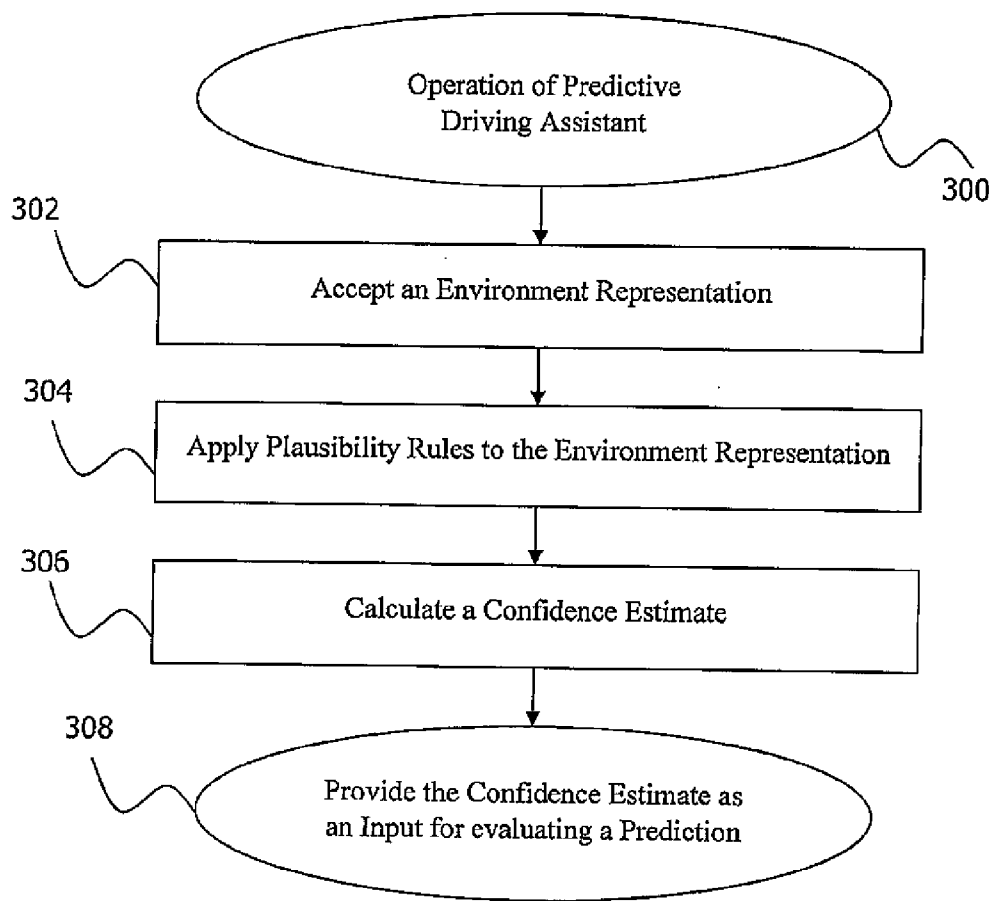 Operation of Predictive
Driving Assistant
300
302
Accept an Environment Representation
304
Apply Plausibility Rules to the Environment Representation
306
Calculate a Confidence Estimate
308
Provide the Confidence Estimate as
an Input for evaluating a Prediction